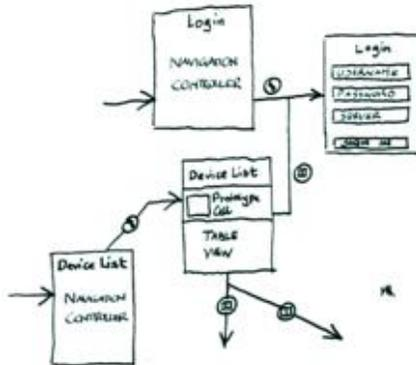 Login
NAVIGATION
CONTROLLER
Login
USERNAME
PASSWORD
SERVER
Device List
Prototype
Cell
TABLE
VIEW
Device List
NAVIGATION
CONTROLLER